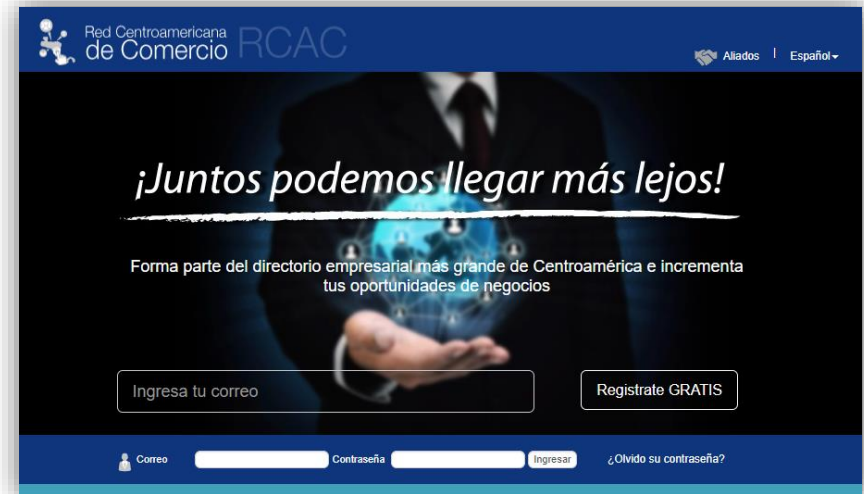 Red Centroamericana
de Comercio RCAC
Aliados | Español
¡Juntos podemos llegar más lejos!
Forma parte del directorio empresarial más grande de Centroamérica e incrementa
tus oportunidades de negocios
Ingresa tu correo
Registrate GRATIS
Correo Contraseña Ingresar ¿Olvido su contraseña?